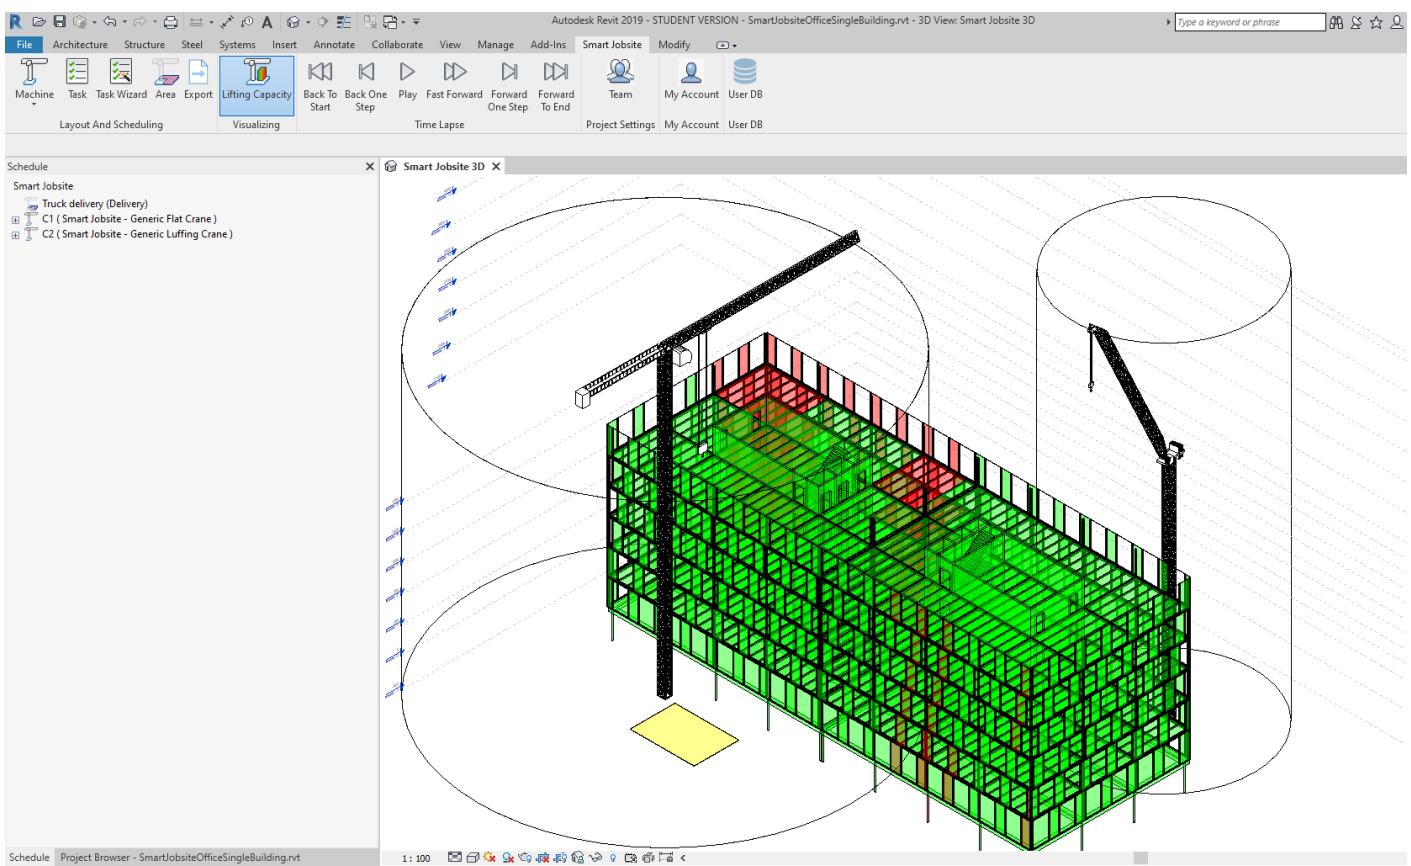 Autodesk Revit 2019 - STUDENT VERSION - SmartJobsiteOfficeSingleBuilding.rvt - 3D View: Smart Jobsite 3D
Type a keyword or phrase
File Architecture Structure Steel Systems Insert Annotate Collaborate View Manage Add-Ins Smart Jobsite Modify
Machine Task Task Wizard Area Export Lifting Capacity Back To Back One Play Fast Forward Forward Forward Team My Account User DB
Start Step One Step To End
Layout And Scheduling Visualizing Time Lapse Project Settings My Account User DB
Schedule X Smart Jobsite 3D X
Smart Jobsite
Truck delivery (Delivery)
C1 ( Smart Jobsite - Generic Flat Crane )
C2 ( Smart Jobsite - Generic Luffing Crane )
Schedule Project Browser - SmartJobsiteOfficeSingleBuilding.rvt 1 : 100